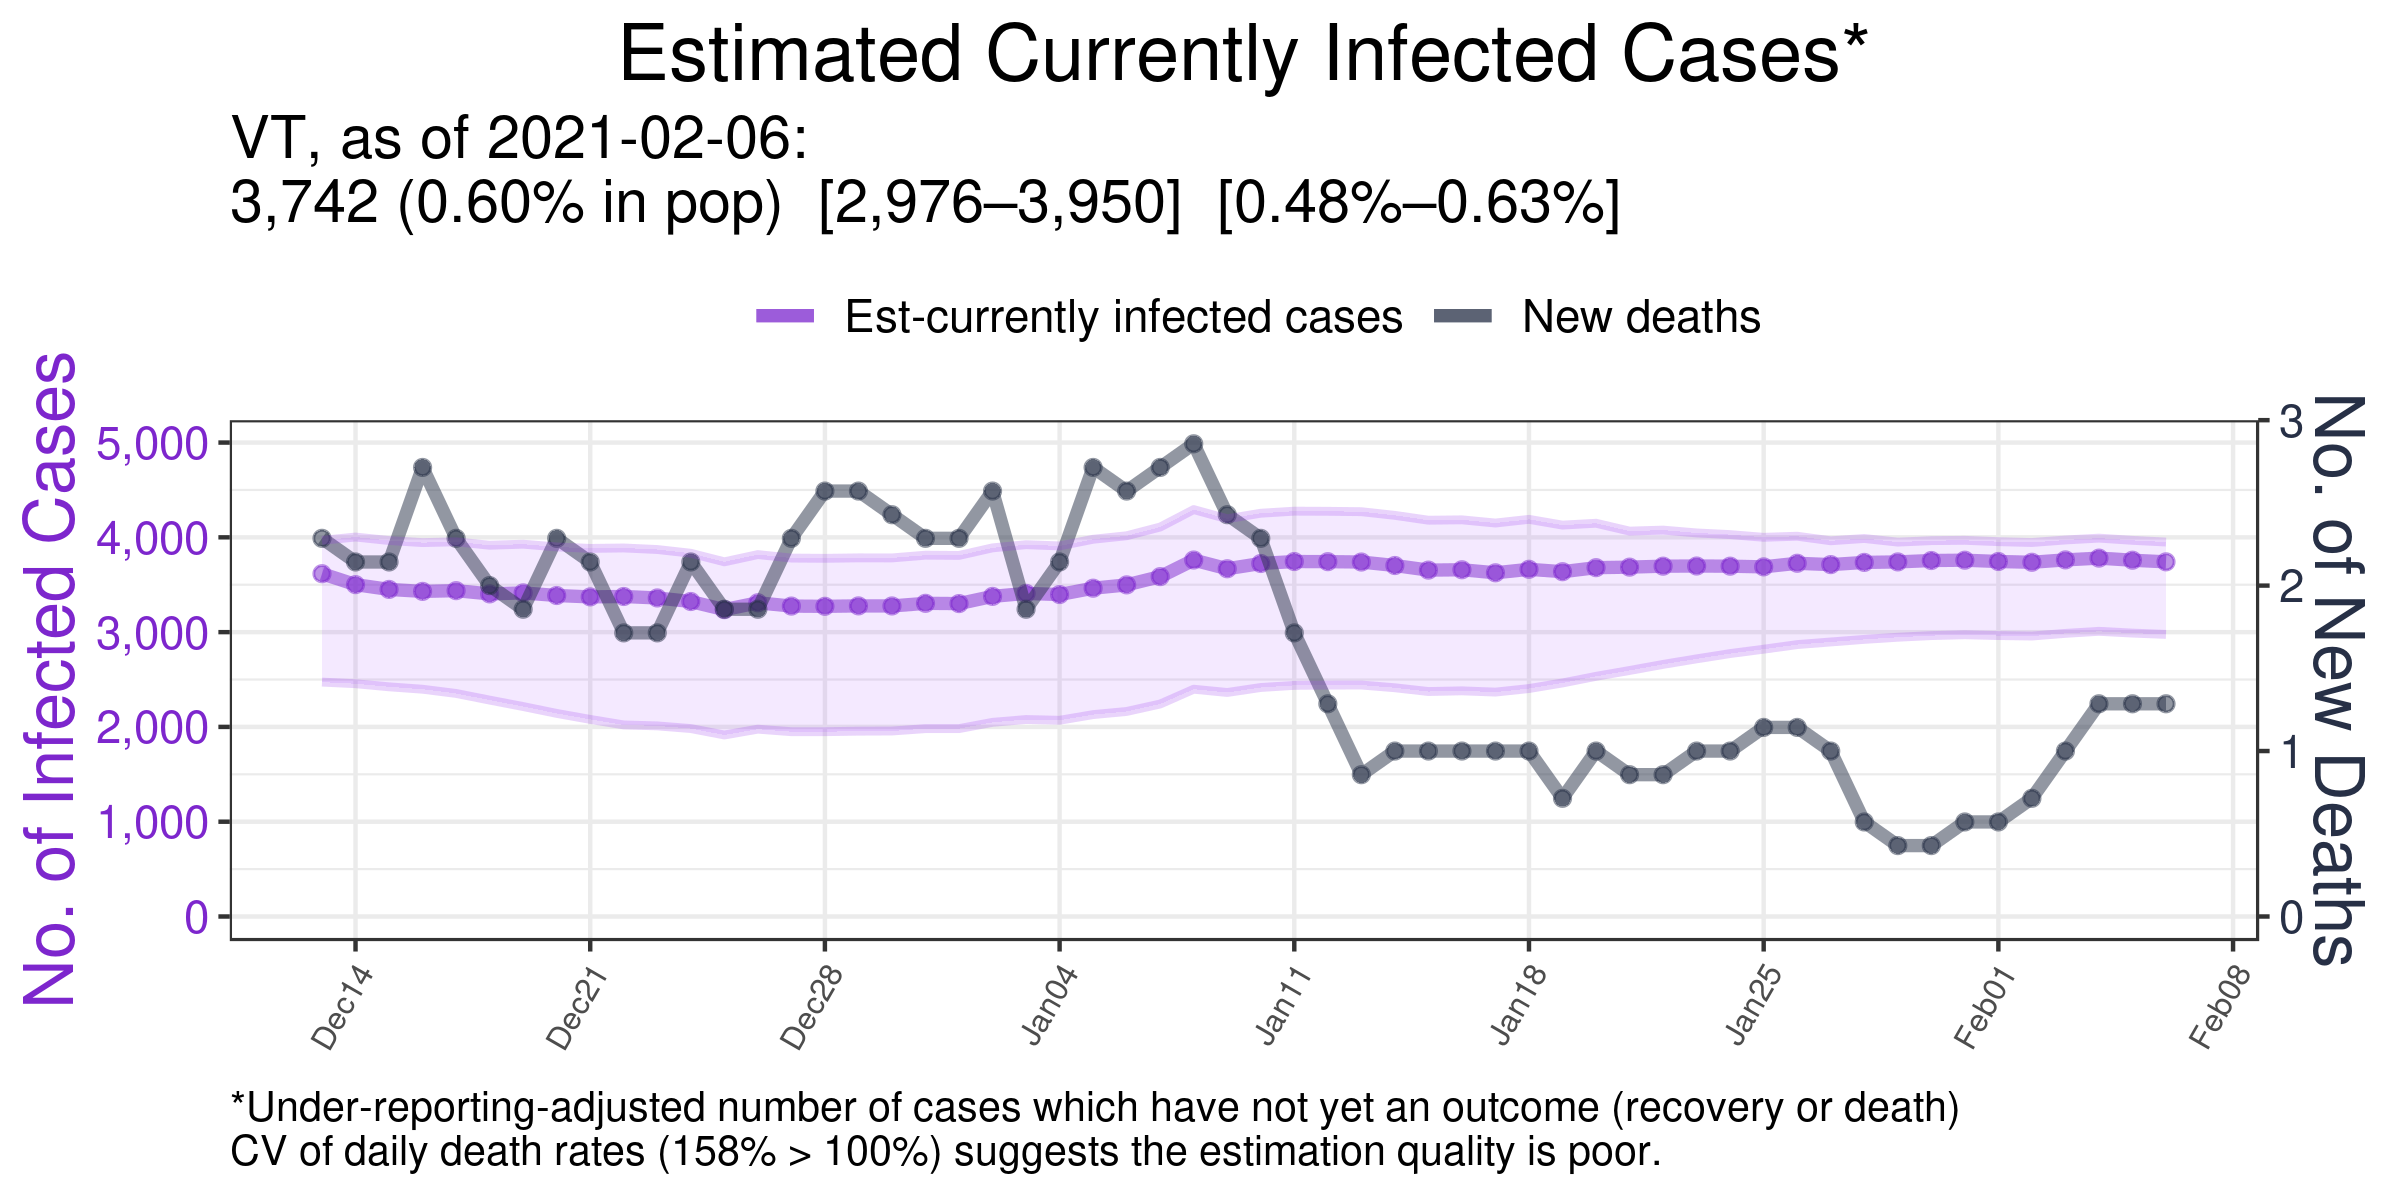 Estimated Currently Infected Cases*
VT, as of 2021-02-06:
3,742 (0.60% in pop)  [2,976–3,950]  [0.48%–0.63%]
Est-currently infected cases
New deaths
No. of Infected Cases
5,000
4,000
3,000
2,000
1,000
0
3
2
1
0
No. of New Deaths
Dec14
Dec21
Dec28
Jan04
Jan11
Jan18
Jan25
Feb01
Feb08
*Under-reporting-adjusted number of cases which have not yet an outcome (recovery or death)
CV of daily death rates (158% > 100%) suggests the estimation quality is poor.